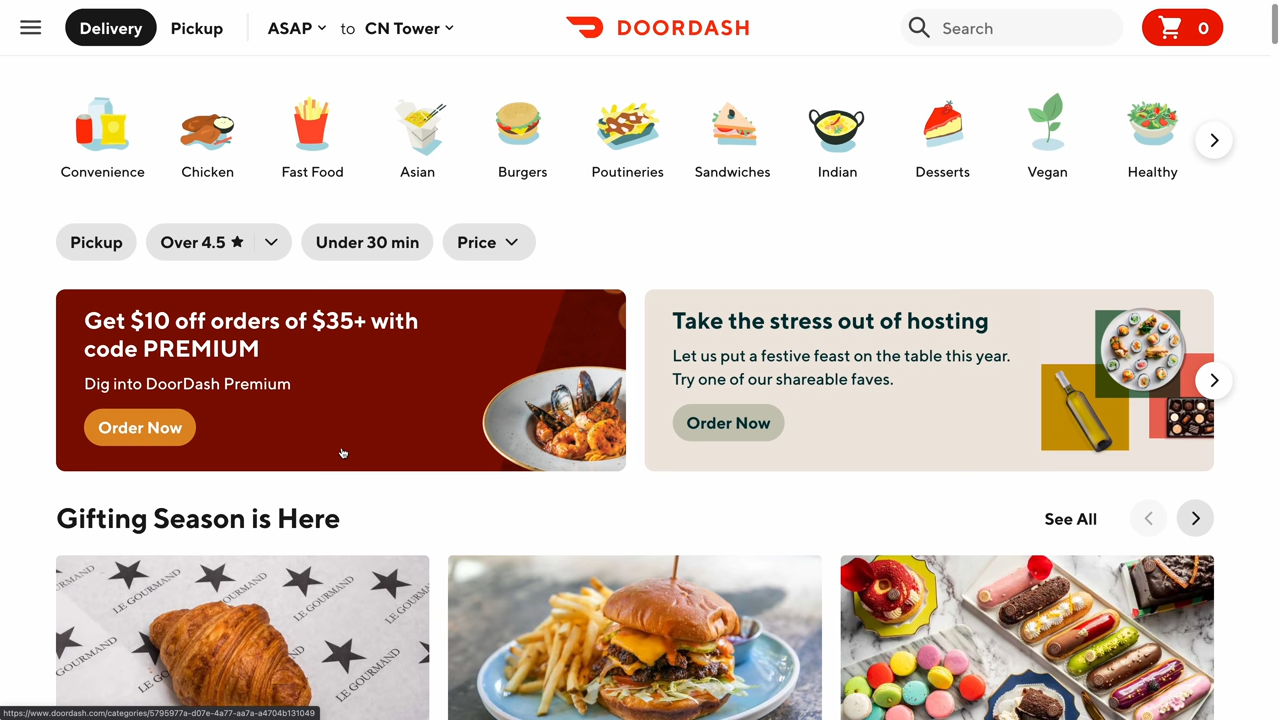 Delivery
Pickup
ASAP
to
CN Tower
DOORDASH
Search
0
Convenience
Chicken
Fast Food
Asian
Burgers
Poutineries
Sandwiches
Indian
Desserts
Vegan
Healthy
Pickup
Over 4.5 ★
Under 30 min
Price
Get $10 off orders of $35+ with
code PREMIUM
Dig into DoorDash Premium
Order Now
Take the stress out of hosting
Let us put a festive feast on the table this year.
Try one of our shareable faves.
Order Now
Gifting Season is Here
See All
LE GOURMAND
LE GOURMAND
LE GOURMAND
https://www.doordash.com/categories/5795977a-d07e-4a77-aa7a-a4704b131049